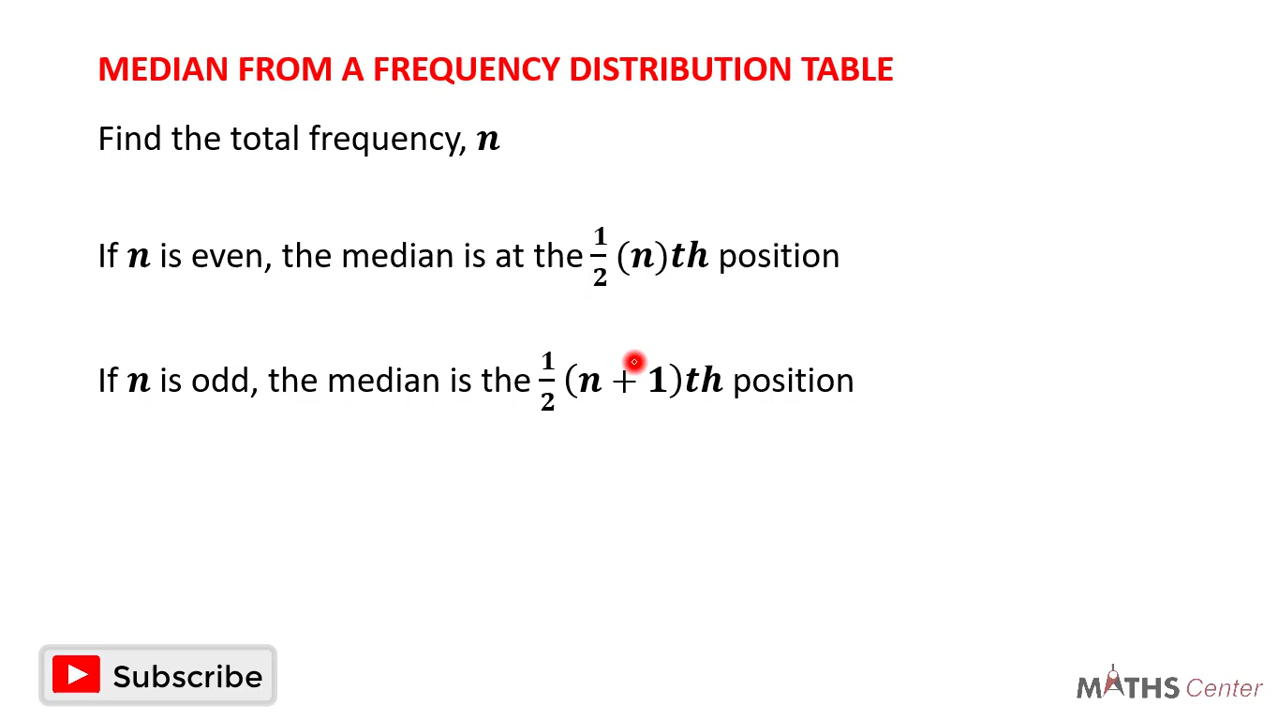 MEDIAN FROM A FREQUENCY DISTRIBUTION TABLE
Find the total frequency, n
If n is even, the median is at the 1/2 (n)th position
If n is odd, the median is the 1/2 (n + 1)th position
Subscribe
MATHS Center